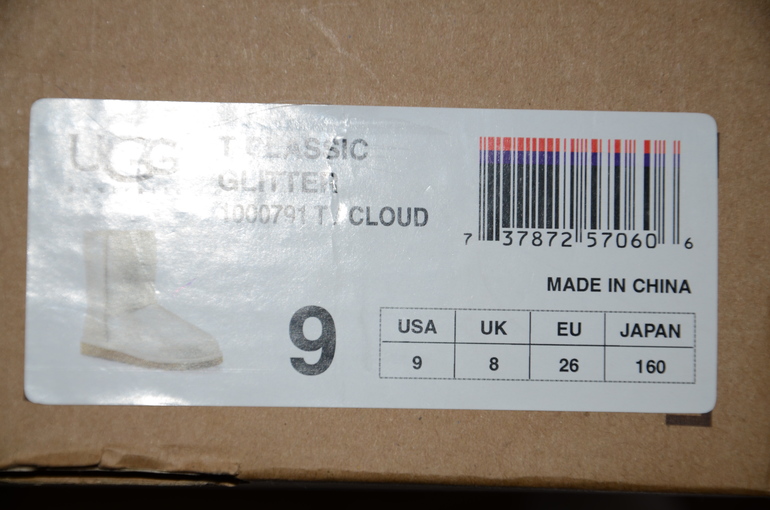 UGG
T CLASSIC
GLITTER
1000791 T / CLOUD
7 37872 57060 6
MADE IN CHINA
9
USA UK EU JAPAN
9 8 26 160